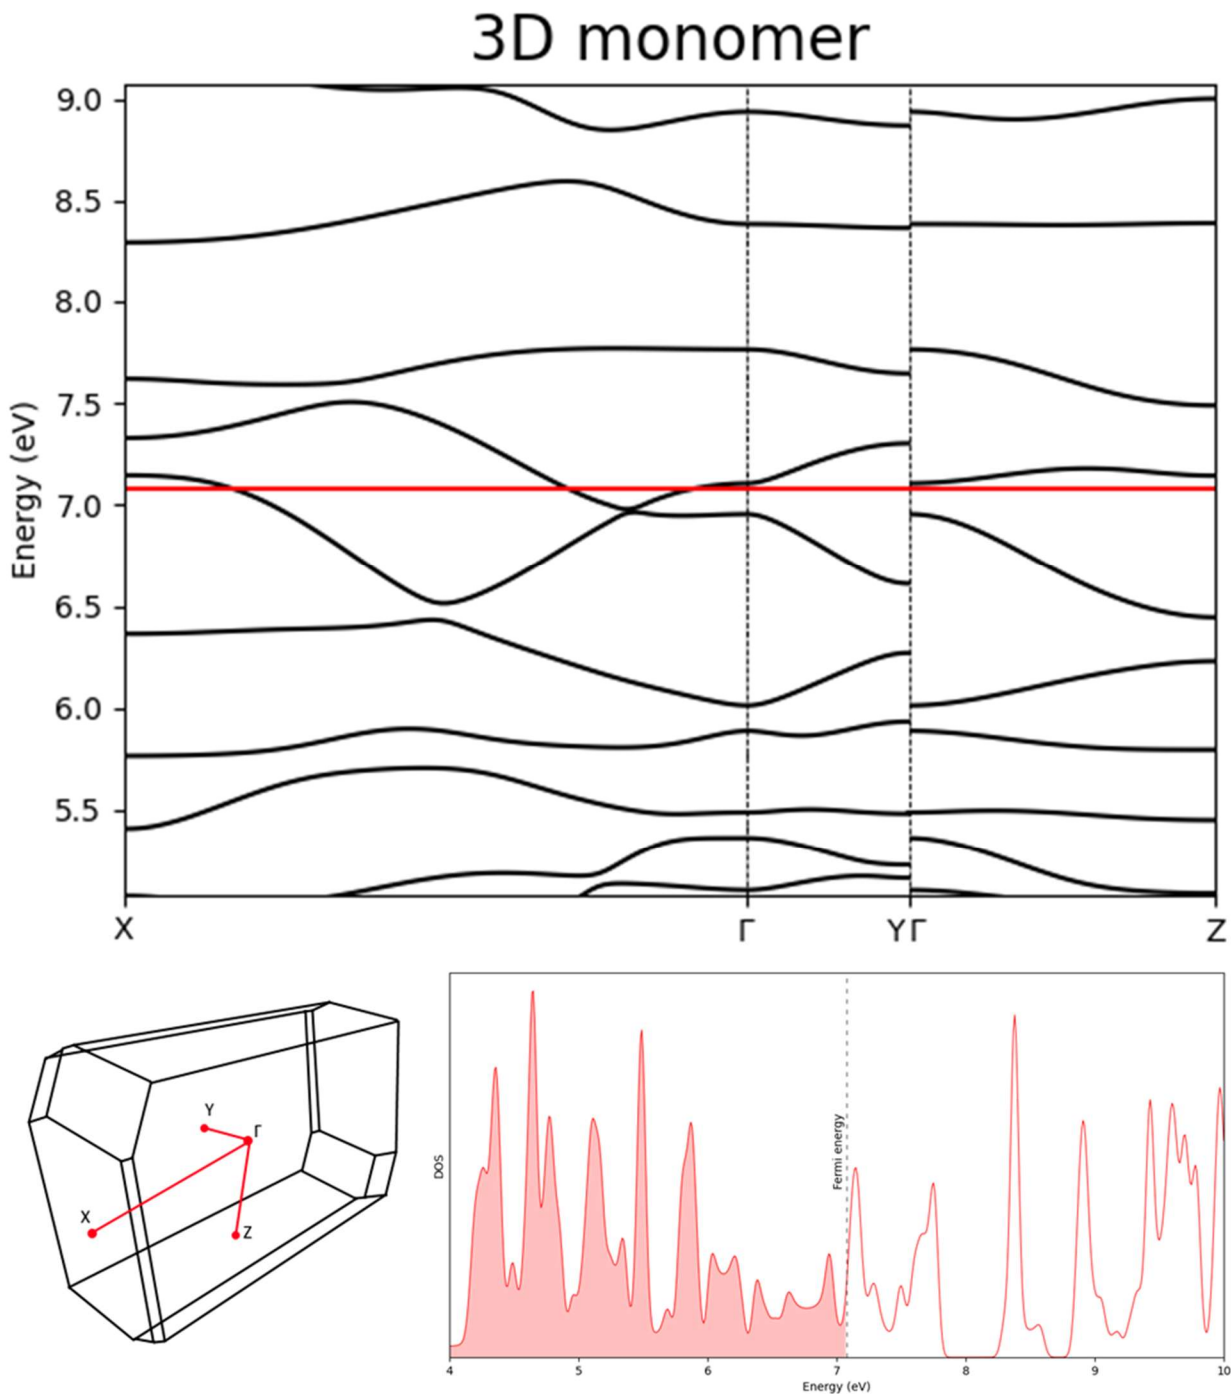 3D monomer
Energy (eV)
9.0
8.5
8.0
7.5
7.0
6.5
6.0
5.5
X Γ YΓ Z
Y
Γ
X
Z
DOS
Fermi energy
4 5 6 7 8 9 10
Energy (eV)